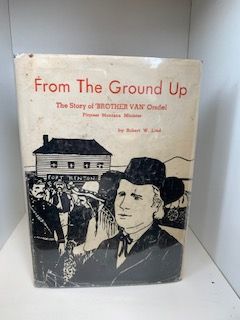 From The Ground Up
The Story of 'BROTHER VAN' Orsdel
Pioneer Montana Minister
by Robert W. Lind
FORT BENTON